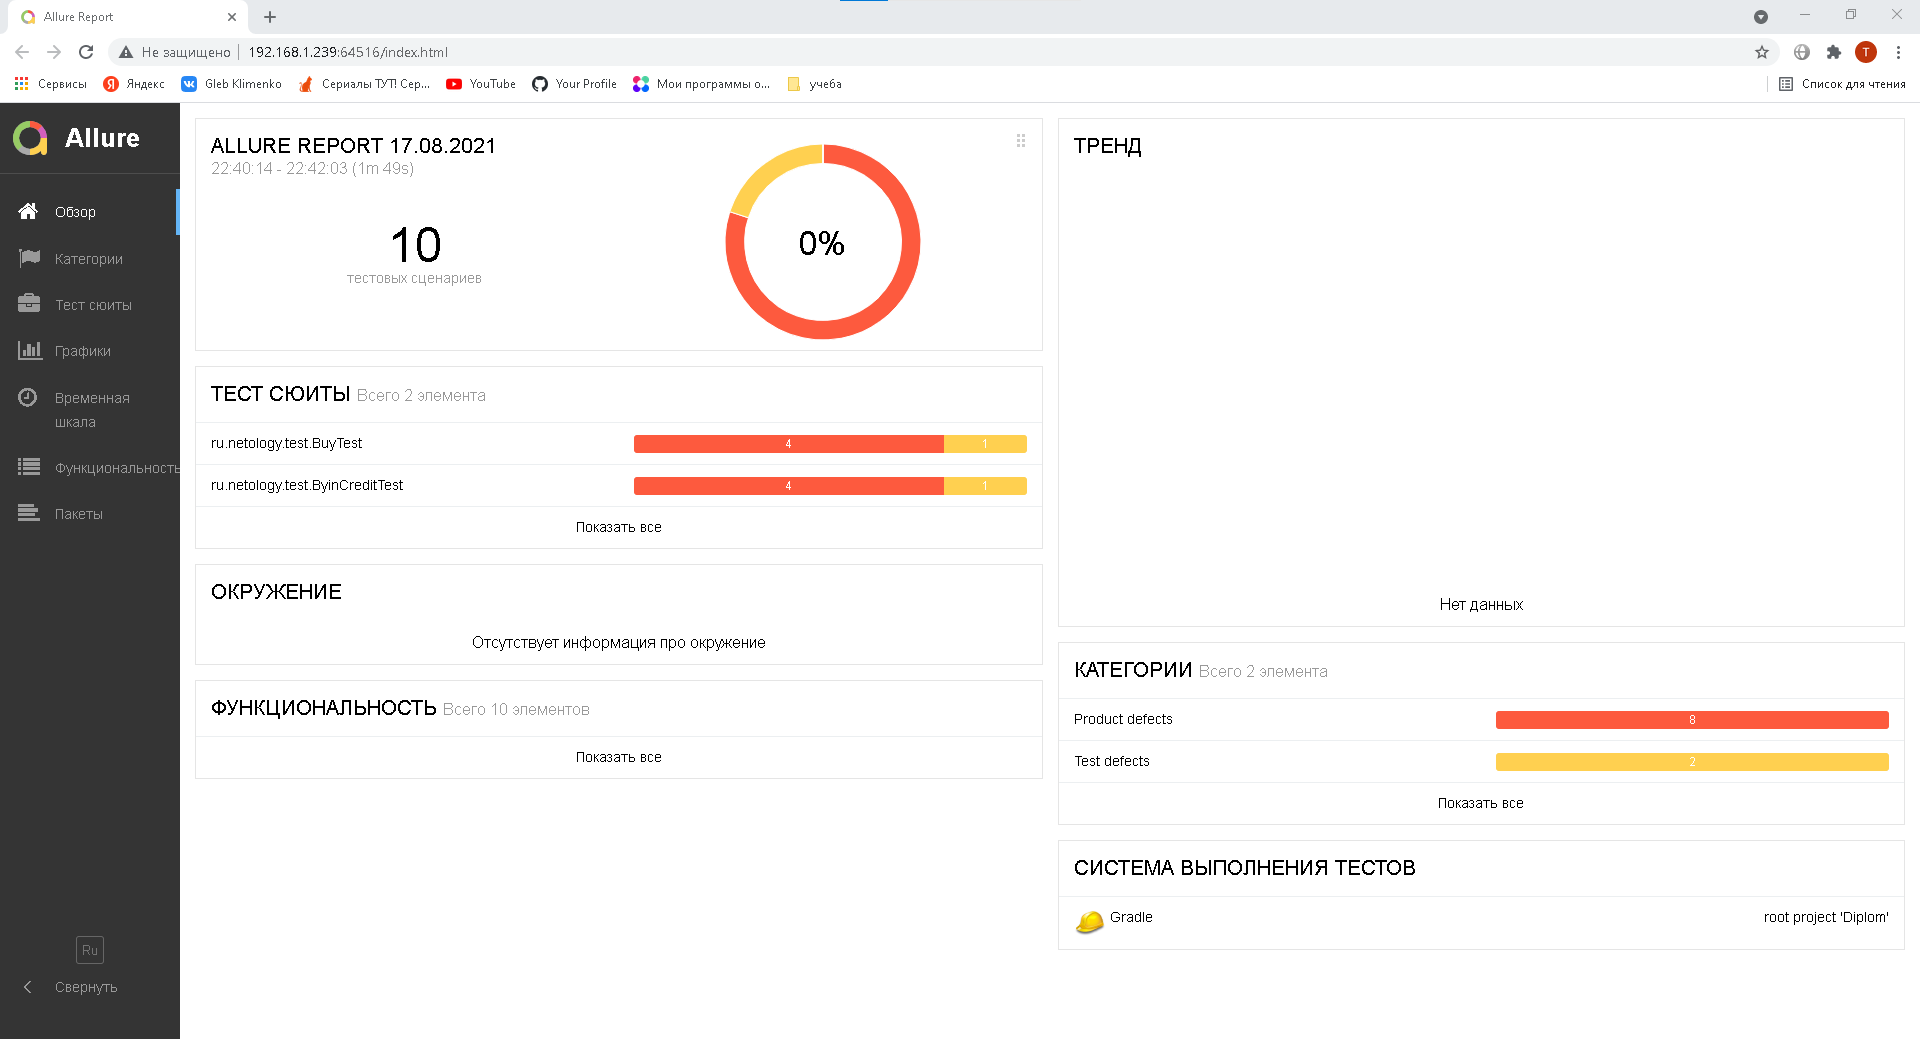 Allure Report
Не защищено
192.168.1.239:64516/index.html
T
Сервисы
Яндекс
Gleb Klimenko
Сериалы ТУТ! Сер...
YouTube
Your Profile
Мои программы о...
учеба
Список для чтения
Allure
Обзор
Категории
Тест сюиты
Графики
Временная
шкала
Функциональность
Пакеты
Ru
Свернуть
ALLURE REPORT 17.08.2021
22:40:14 - 22:42:03 (1m 49s)
10
тестовых сценариев
0%
ТЕСТ СЮИТЫ Всего 2 элемента
ru.netology.test.BuyTest 4 1
ru.netology.test.ByinCreditTest 4 1
Показать все
ОКРУЖЕНИЕ
Отсутствует информация про окружение
ФУНКЦИОНАЛЬНОСТЬ Всего 10 элементов
Показать все
ТРЕНД
Нет данных
КАТЕГОРИИ Всего 2 элемента
Product defects 8
Test defects 2
Показать все
СИСТЕМА ВЫПОЛНЕНИЯ ТЕСТОВ
Gradle root project 'Diplom'